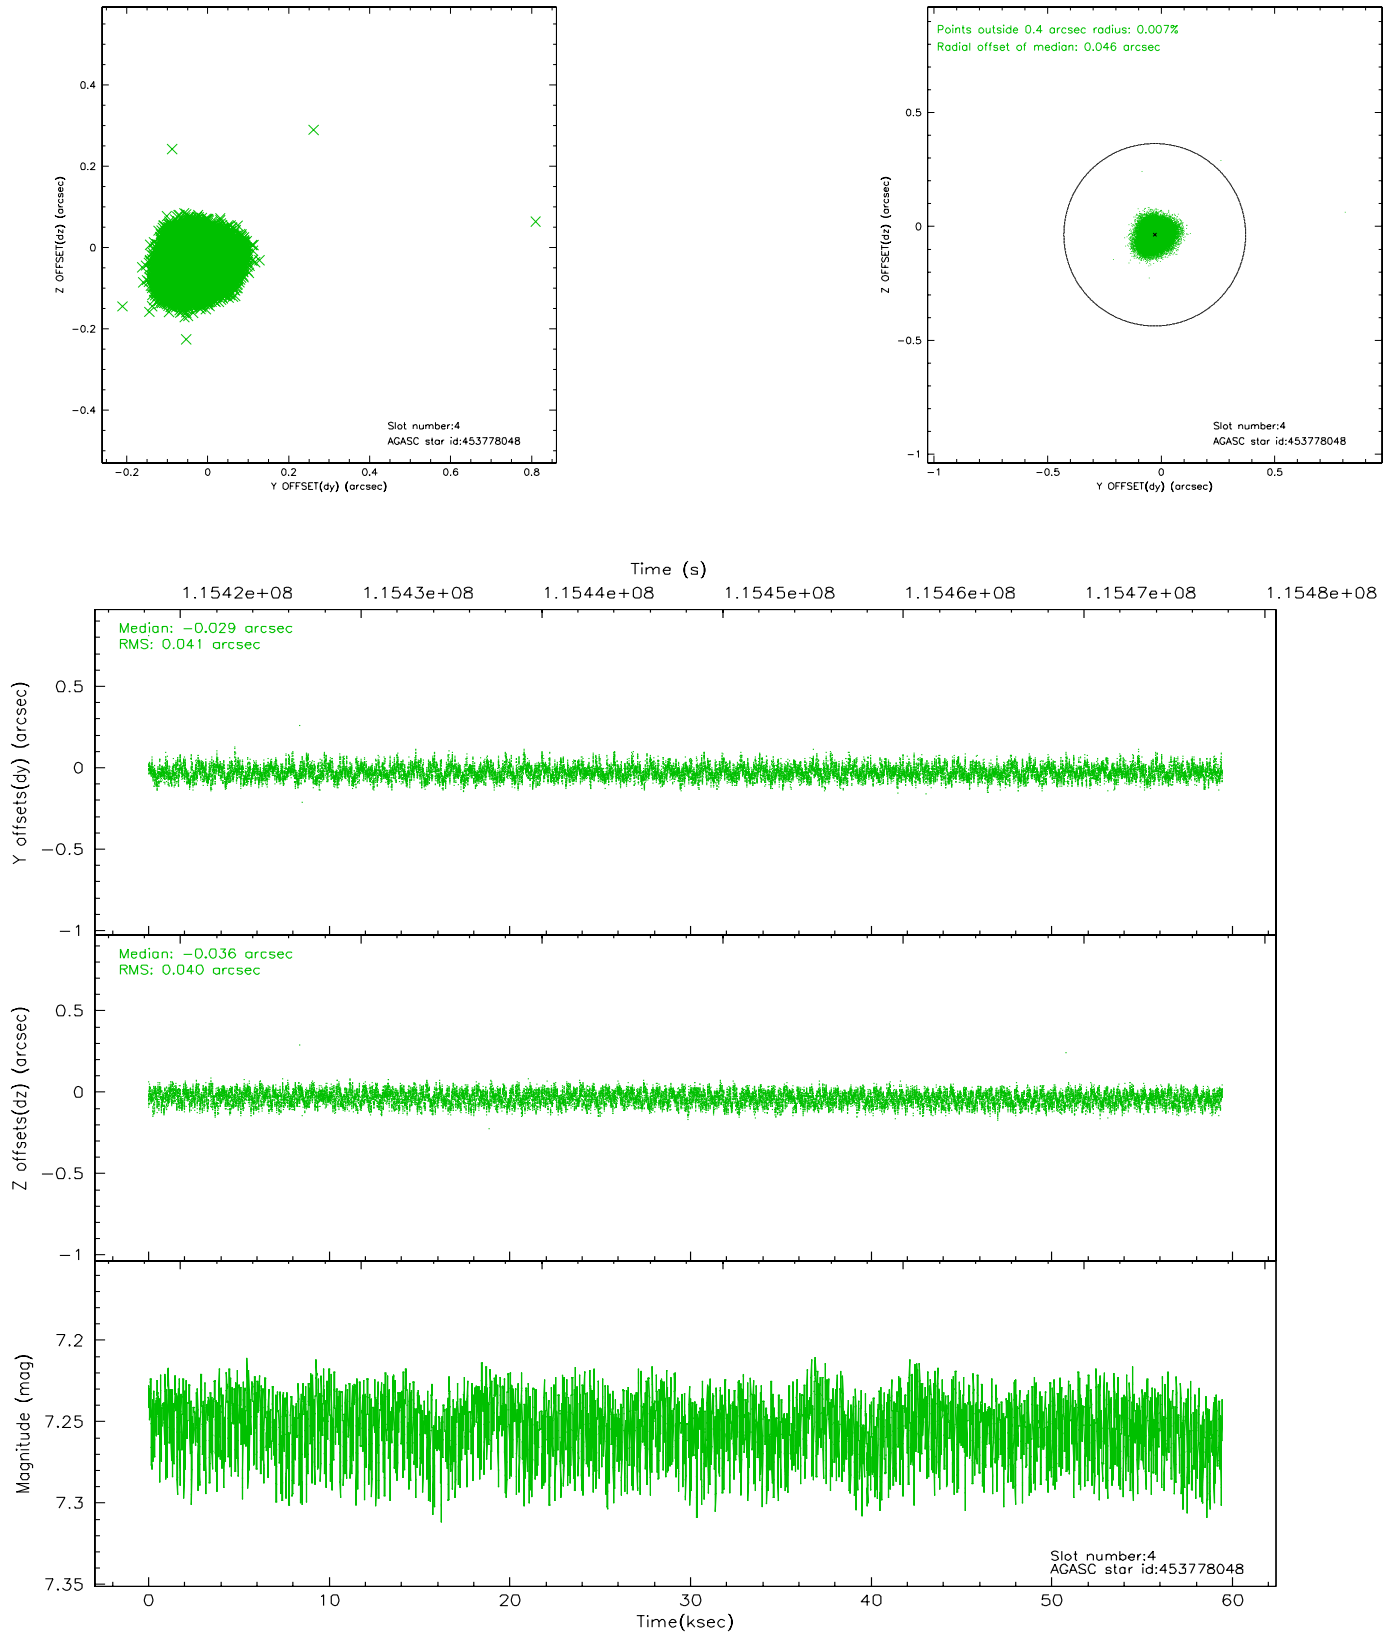 0.4
0.2
0
−0.2
−0.4
Z OFFSET(dz) (arcsec)
Slot number:4
AGASC star id:453778048
−0.2
0
0.2
0.4
0.6
0.8
Y OFFSET(dy) (arcsec)
Points outside 0.4 arcsec radius: 0.007%
Radial offset of median: 0.046 arcsec
0.5
0
−0.5
−1
Z OFFSET(dz) (arcsec)
Slot number:4
AGASC star id:453778048
−1
−0.5
0
0.5
Y OFFSET(dy) (arcsec)
Time (s)
1.1542e+08
1.1543e+08
1.1544e+08
1.1545e+08
1.1546e+08
1.1547e+08
1.1548e+08
Median: −0.029 arcsec
RMS: 0.041 arcsec
0.5
0
−0.5
−1
Y offsets(dy) (arcsec)
Median: −0.036 arcsec
RMS: 0.040 arcsec
0.5
0
−0.5
−1
Z offsets(dz) (arcsec)
7.2
7.25
7.3
7.35
Magnitude (mag)
Slot number:4
AGASC star id:453778048
0
10
20
30
40
50
60
Time(ksec)